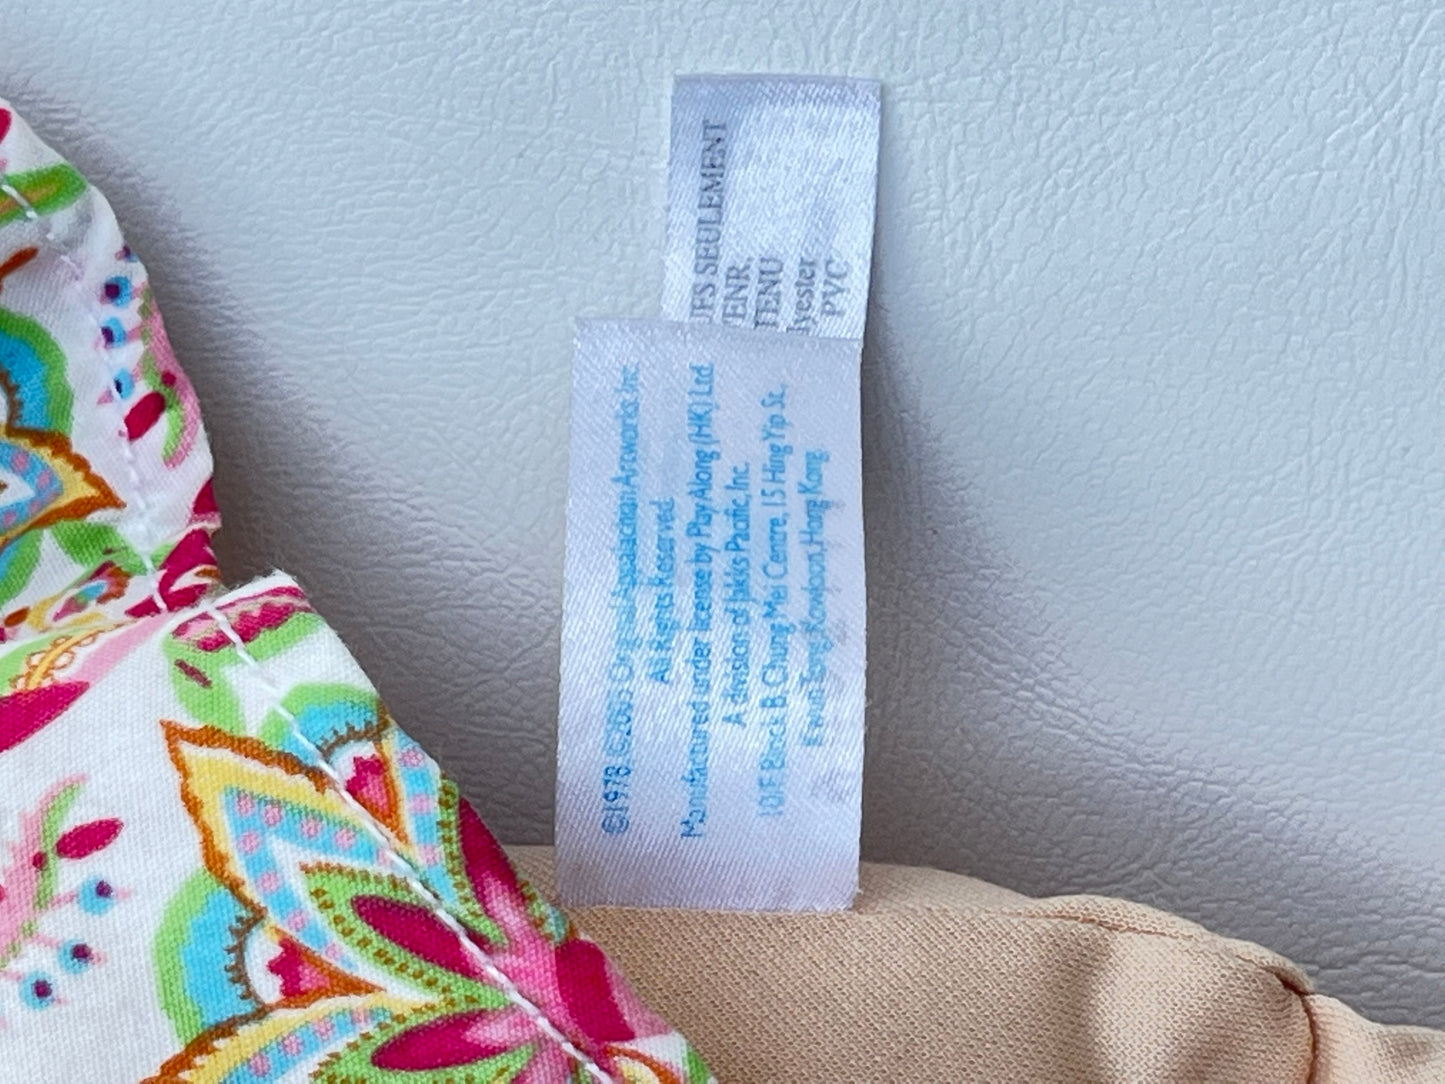 ©1978, ©2005 Original Appalachian Artworks, Inc.
All Rights Reserved.
Manufactured under license by Play Along (HK) Ltd
A division of Jakks Pacific, Inc.
10/F Block B. Chung Mei Centre, 15 Hing Yip St.
Kwun Tong, Kowloon, Hong Kong
UFS SEULEMENT
ENR.
TENU
lyester
PVC